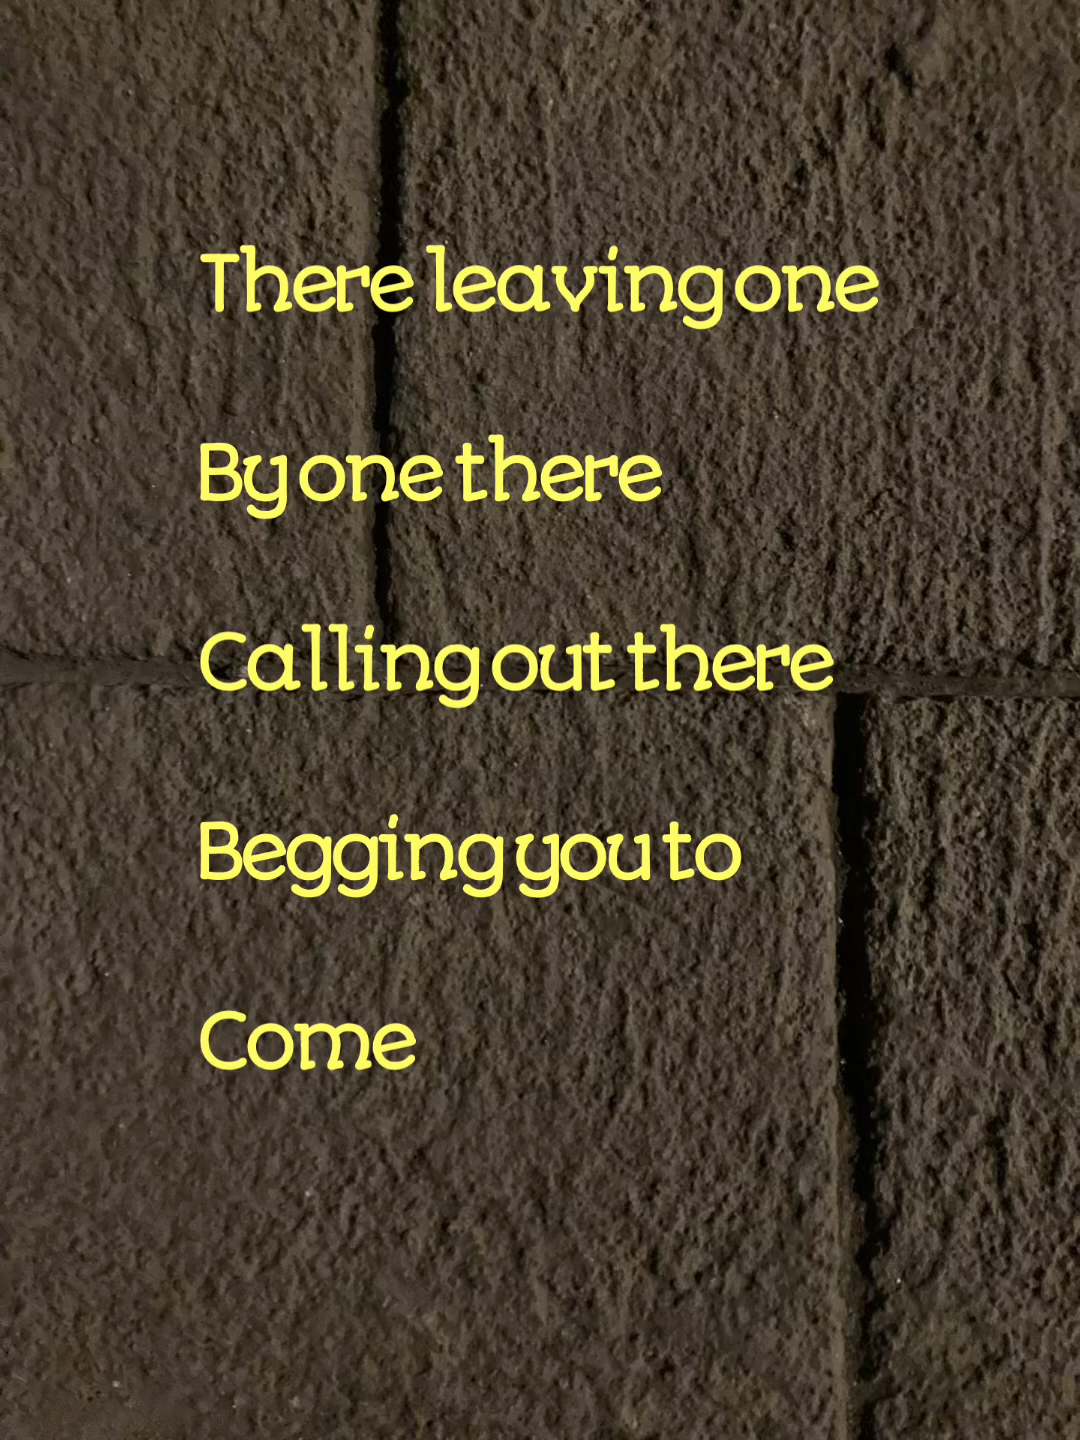 There leaving one
By one there
Calling out there
Begging you to
Come